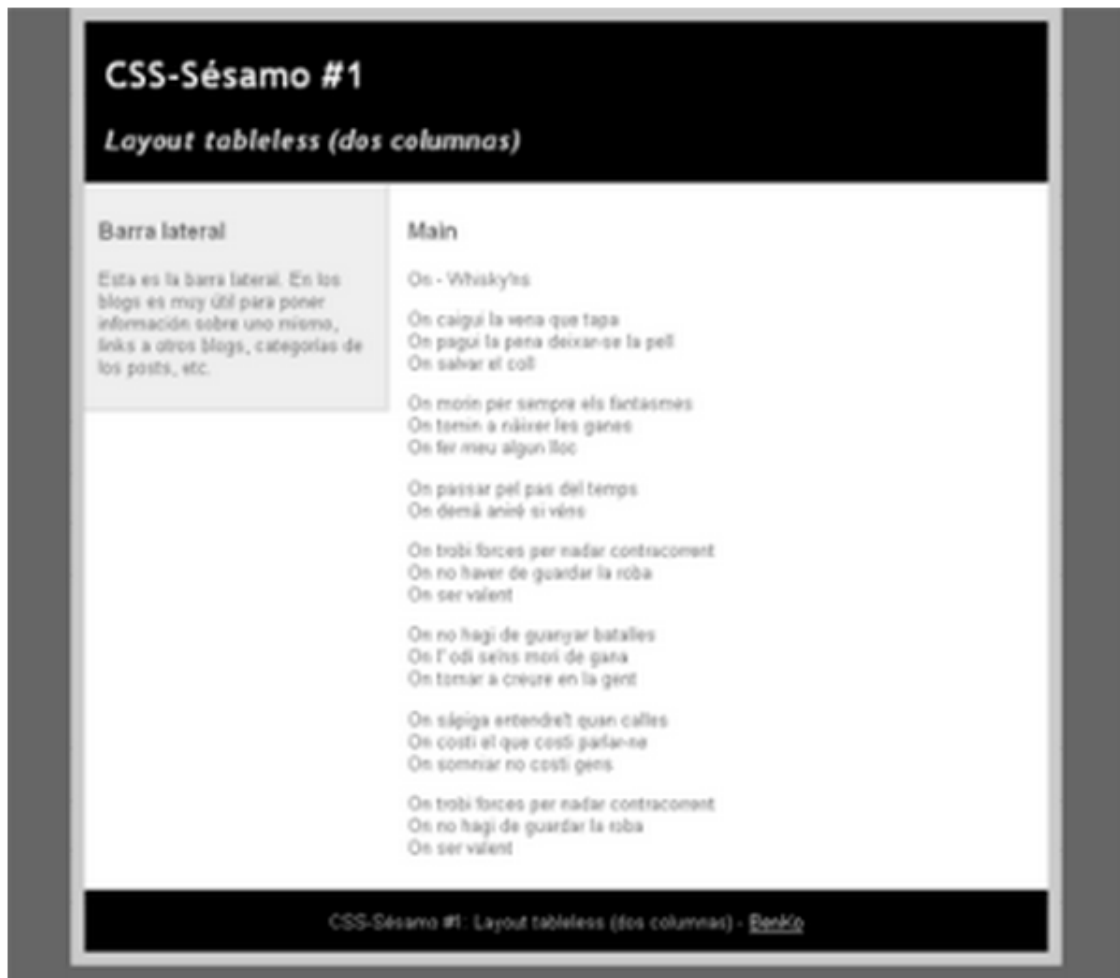 CSS-Sésamo #1
Layout tableless (dos columnas)
Barra lateral
Esta es la barra lateral. En los
blogs es muy útil para poner
información sobre uno mismo,
links a otros blogs, categorías de
los posts, etc.
Main
On - Whisky'ns
On caigui la vena que tapa
On pagui la pena deixar-se la pell
On salvar el coll
On morin per sempre els fantasmes
On tornin a nàixer les ganes
On fer meu algun lloc
On passar pel pas del temps
On demà aniré si véns
On trobi forces per nadar contracorrent
On no haver de guardar la roba
On ser valent
On no hagi de guanyar batalles
On l' odi se'ns mori de gana
On tornar a creure en la gent
On sàpiga entendre't quan calles
On costi el que costi parlar-ne
On somniar no costi gens
On trobi forces per nadar contracorrent
On no hagi de guardar la roba
On ser valent
CSS-Sésamo #1: Layout tableless (dos columnas) - BenKo